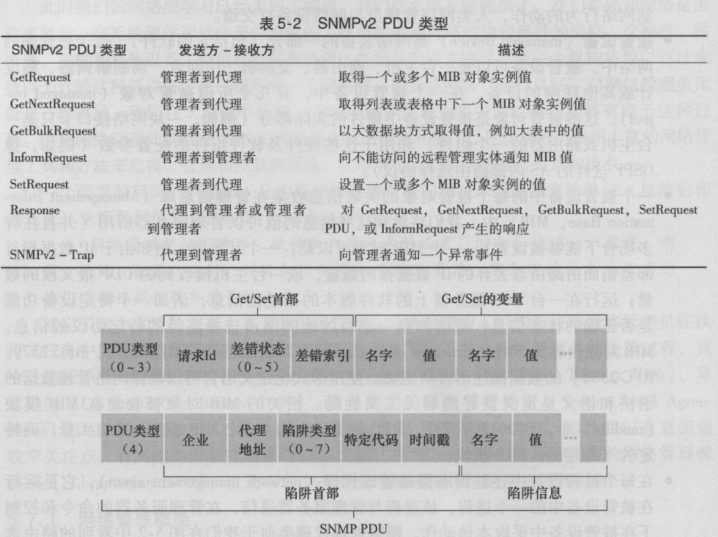 表 5-2 SNMPv2 PDU 类型
SNMPv2 PDU 类型 发送方-接收方 描述
GetRequest 管理者到代理 取得一个或多个 MIB 对象实例值
GetNextRequest 管理者到代理 取得列表或表格中下一个 MIB 对象实例值
GetBulkRequest 管理者到代理 以大数据块方式取得值，例如大表中的值
InformRequest 管理者到管理者 向不能访问的远程管理实体通知 MIB 值
SetRequest 管理者到代理 设置一个或多个 MIB 对象实例的值
Response 代理到管理者或管理者 对 GetRequest, GetNextRequest, GetBulkRequest, SetRequest
到管理者 PDU，或 InformRequest 产生的响应
SNMPv2-Trap 代理到管理者 向管理者通知一个异常事件
Get/Set首部 Get/Set的变量
PDU类型
（0~3） 请求Id 差错状态
（0~5） 差错索引 名字 值 名字 值 ...
PDU类型
（4） 企业 代理
地址 陷阱类型
（0~7） 特定代码 时间戳 名字 值 ...
陷阱首部 陷阱信息
SNMP PDU